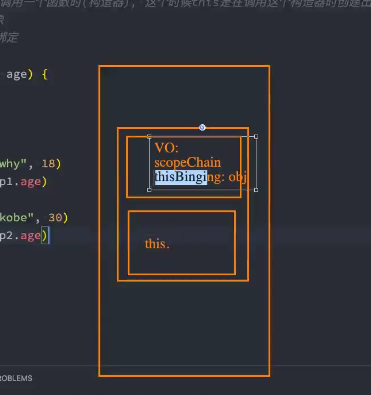 调用一个函数时(构造器), 这个时候this是在调用这个构造器时创建出
绑定
age) {
why", 18)
p1.age)
kobe", 30)
p2.age)
VO:
scopeChain
thisBinging: obj
this.
ROBLEMS